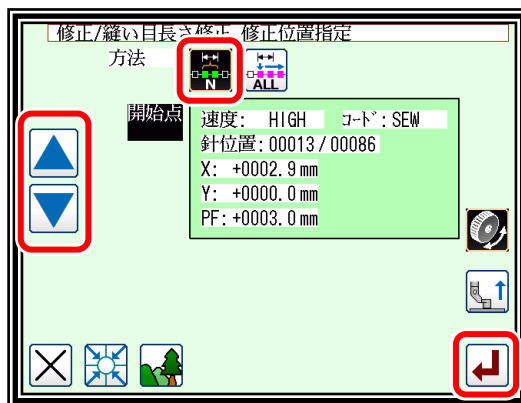 修正/縫い目長さ修正 修正位置指定
方法
N
ALL
開始点
速度: HIGH コード:SEW
針位置:00013/00086
X: +0002.9mm
Y: +0000.0mm
PF:+0003.0mm